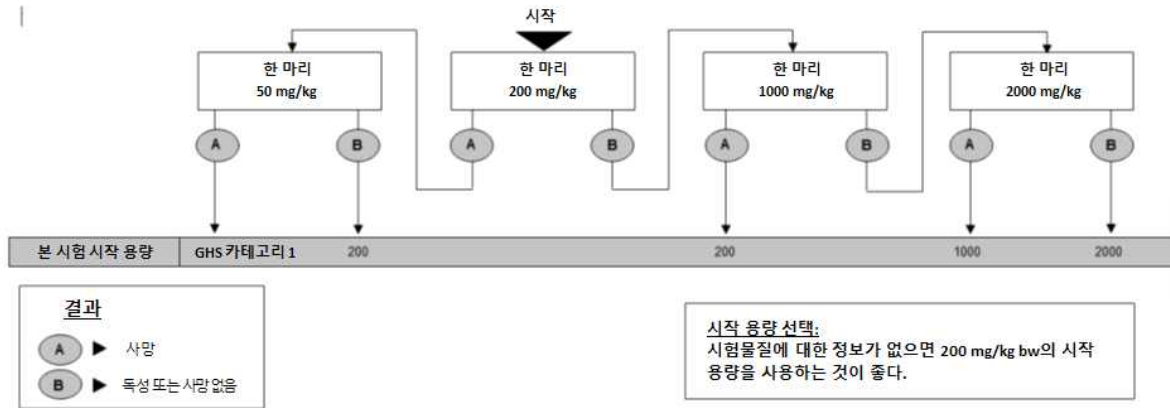 시작
한 마리
50 mg/kg
한 마리
200 mg/kg
한 마리
1000 mg/kg
한 마리
2000 mg/kg
A
B
A
B
A
B
A
B
본 시험 시작 용량 GHS 카테고리 1 200 200 1000 2000
결과
A 사망
B 독성 또는 사망 없음
시작 용량 선택:
시험물질에 대한 정보가 없으면 200 mg/kg bw의 시작
용량을 사용하는 것이 좋다.